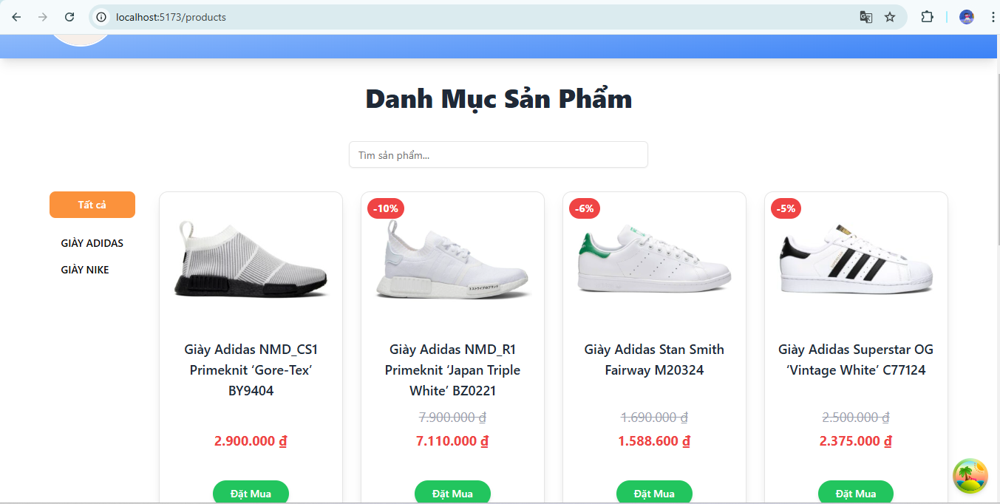 localhost:5173/products
Danh Mục Sản Phẩm
Tìm sản phẩm...
Tất cả
GIÀY ADIDAS
GIÀY NIKE
Giày Adidas NMD_CS1
Primeknit ‘Gore-Tex’
BY9404
2.900.000 ₫
Đặt Mua
-10%
Giày Adidas NMD_R1
Primeknit ‘Japan Triple
White’ BZ0221
7.900.000 ₫
7.110.000 ₫
Đặt Mua
-6%
Giày Adidas Stan Smith
Fairway M20324
1.690.000 ₫
1.588.600 ₫
Đặt Mua
-5%
Giày Adidas Superstar OG
‘Vintage White’ C77124
2.500.000 ₫
2.375.000 ₫
Đặt Mua